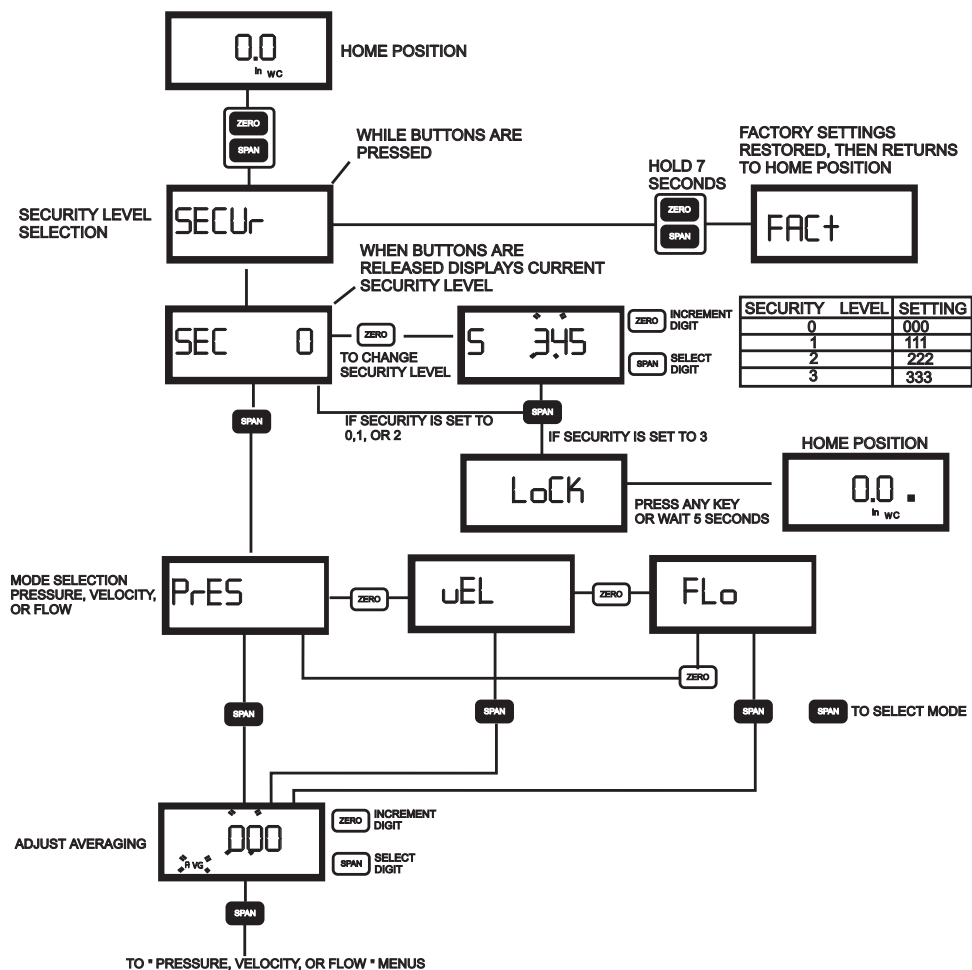 0.0
in wc
HOME POSITION
ZERO
SPAN
WHILE BUTTONS ARE
PRESSED
SECURITY LEVEL
SELECTION
SECUr
HOLD 7
SECONDS
ZERO
SPAN
FACTORY SETTINGS
RESTORED, THEN RETURNS
TO HOME POSITION
FACt
WHEN BUTTONS ARE
RELEASED DISPLAYS CURRENT
SECURITY LEVEL
SEC 0
ZERO
TO CHANGE
SECURITY LEVEL
S 345
ZERO INCREMENT
DIGIT
SPAN SELECT
DIGIT
SECURITY LEVEL SETTING
0 000
1 111
2 222
3 333
SPAN
IF SECURITY IS SET TO
0,1, OR 2
SPAN
IF SECURITY IS SET TO 3
LoCK
PRESS ANY KEY
OR WAIT 5 SECONDS
HOME POSITION
0.0
in wc
MODE SELECTION
PRESSURE, VELOCITY,
OR FLOW
PrES
ZERO
uEL
ZERO
FLo
ZERO
SPAN
SPAN
SPAN
SPAN TO SELECT MODE
ADJUST AVERAGING
000
A VG
ZERO INCREMENT
DIGIT
SPAN SELECT
DIGIT
SPAN
TO " PRESSURE, VELOCITY, OR FLOW " MENUS